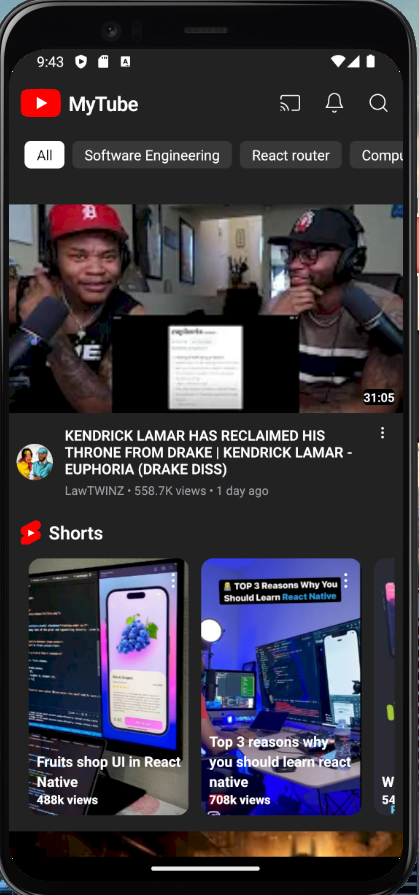 9:43
MyTube
All
Software Engineering
React router
Compu
31:05
KENDRICK LAMAR HAS RECLAIMED HIS
THRONE FROM DRAKE | KENDRICK LAMAR -
EUPHORIA (DRAKE DISS)
LawTWINZ • 558.7K views • 1 day ago
Shorts
Fruits shop UI in React
Native
488k views
TOP 3 Reasons Why You
Should Learn React Native
Top 3 reasons why
you should learn react
native
708k views
W
54